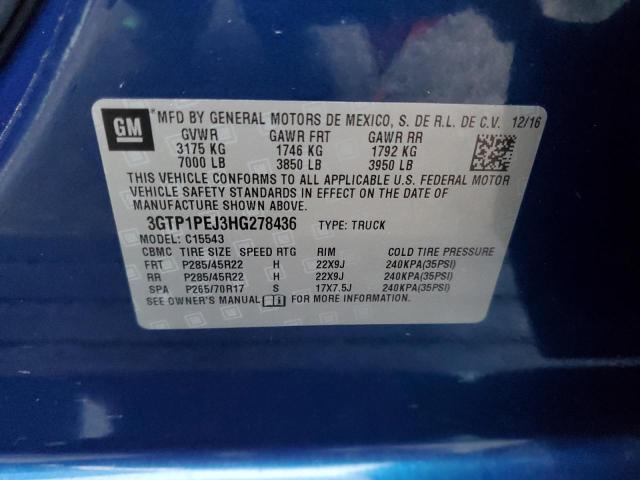 GM
MFD BY GENERAL MOTORS DE MEXICO, S. DE R.L. DE C.V. 12/16
GVWR GAWR FRT GAWR RR
3175 KG 1746 KG 1792 KG
7000 LB 3850 LB 3950 LB
THIS VEHICLE CONFORMS TO ALL APPLICABLE U.S. FEDERAL MOTOR
VEHICLE SAFETY STANDARDS IN EFFECT ON THE DATE OF
MANUFACTURE SHOWN ABOVE.
3GTP1PEJ3HG278436 TYPE: TRUCK
MODEL: C15543
CBMC TIRE SIZE SPEED RTG RIM COLD TIRE PRESSURE
FRT P285/45R22 H 22X9J 240KPA(35PSI)
RR P285/45R22 H 22X9J 240KPA(35PSI)
SPA P265/70R17 S 17X7.5J 240KPA(35PSI)
SEE OWNER'S MANUAL FOR MORE INFORMATION.